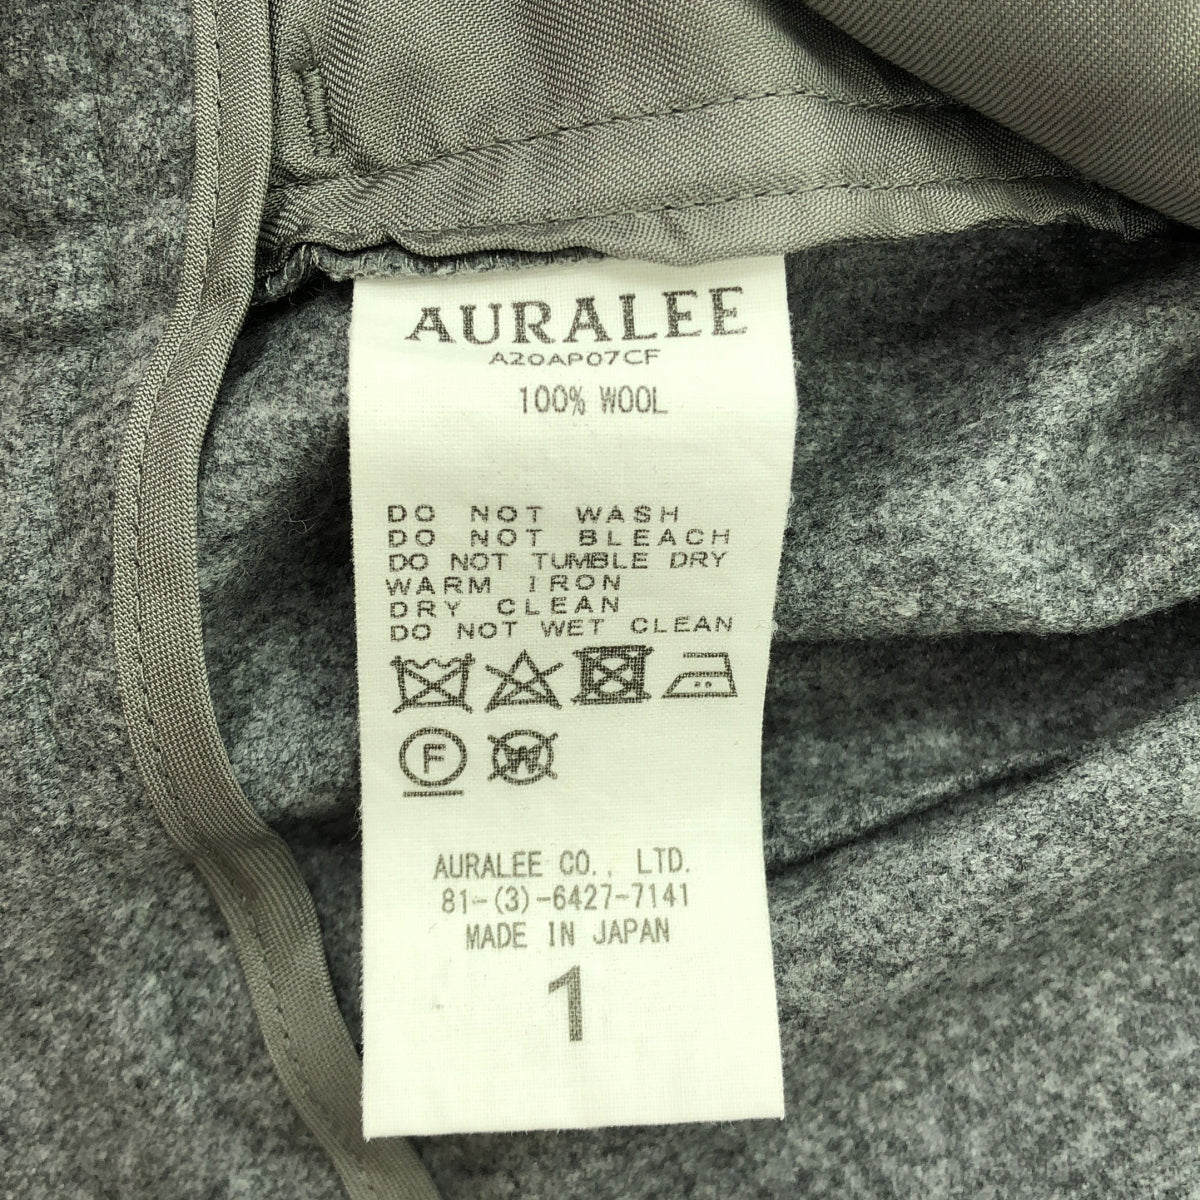 AURALEE
A20AP07CF
100% WOOL
DO NOT WASH
DO NOT BLEACH
DO NOT TUMBLE DRY
WARM IRON
DRY CLEAN
DO NOT WET CLEAN
F W
AURALEE CO., LTD.
81-(3)-6427-7141
MADE IN JAPAN
1